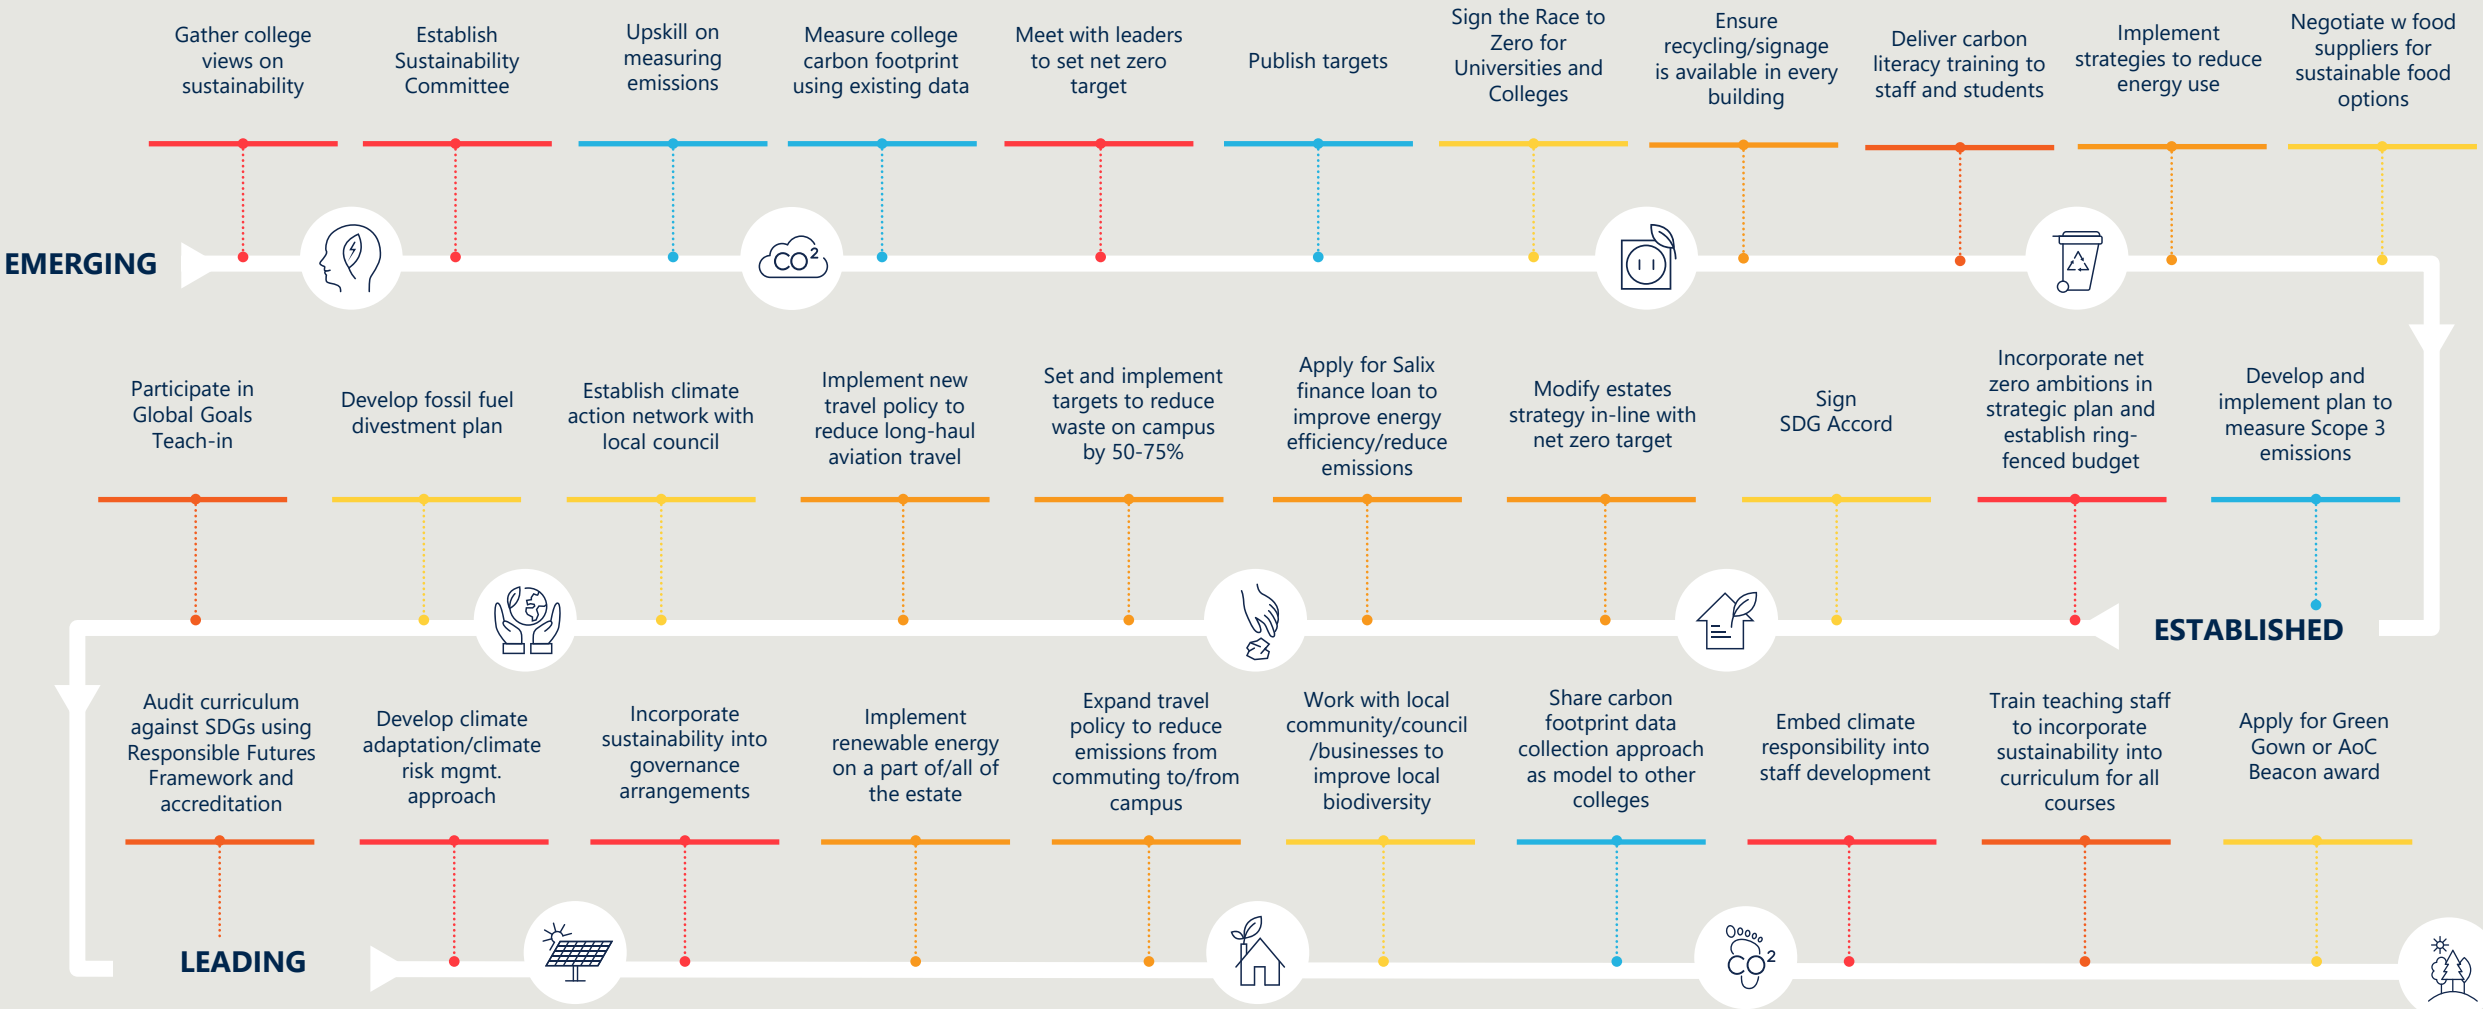 Gather college
views on
sustainability
Establish
Sustainability
Committee
Upskill on
measuring
emissions
Measure college
carbon footprint
using existing data
Meet with leaders
to set net zero
target
Publish targets
Sign the Race to
Zero for
Universities and
Colleges
Ensure
recycling/signage
is available in every
building
Deliver carbon
literacy training to
staff and students
Implement
strategies to reduce
energy use
Negotiate w food
suppliers for
sustainable food
options
EMERGING
CO2
Develop and
implement plan to
measure Scope 3
emissions
Incorporate net
zero ambitions in
strategic plan and
establish ring-
fenced budget
Sign
SDG Accord
Modify estates
strategy in-line with
net zero target
Apply for Salix
finance loan to
improve energy
efficiency/reduce
emissions
Set and implement
targets to reduce
waste on campus
by 50-75%
Implement new
travel policy to
reduce long-haul
aviation travel
Establish climate
action network with
local council
Develop fossil fuel
divestment plan
Participate in
Global Goals
Teach-in
ESTABLISHED
Audit curriculum
against SDGs using
Responsible Futures
Framework and
accreditation
Develop climate
adaptation/climate
risk mgmt.
approach
Incorporate
sustainability into
governance
arrangements
Implement
renewable energy
on a part of/all of
the estate
Expand travel
policy to reduce
emissions from
commuting to/from
campus
Work with local
community/council
/businesses to
improve local
biodiversity
Share carbon
footprint data
collection approach
as model to other
colleges
Embed climate
responsibility into
staff development
Train teaching staff
to incorporate
sustainability into
curriculum for all
courses
Apply for Green
Gown or AoC
Beacon award
LEADING
CO2